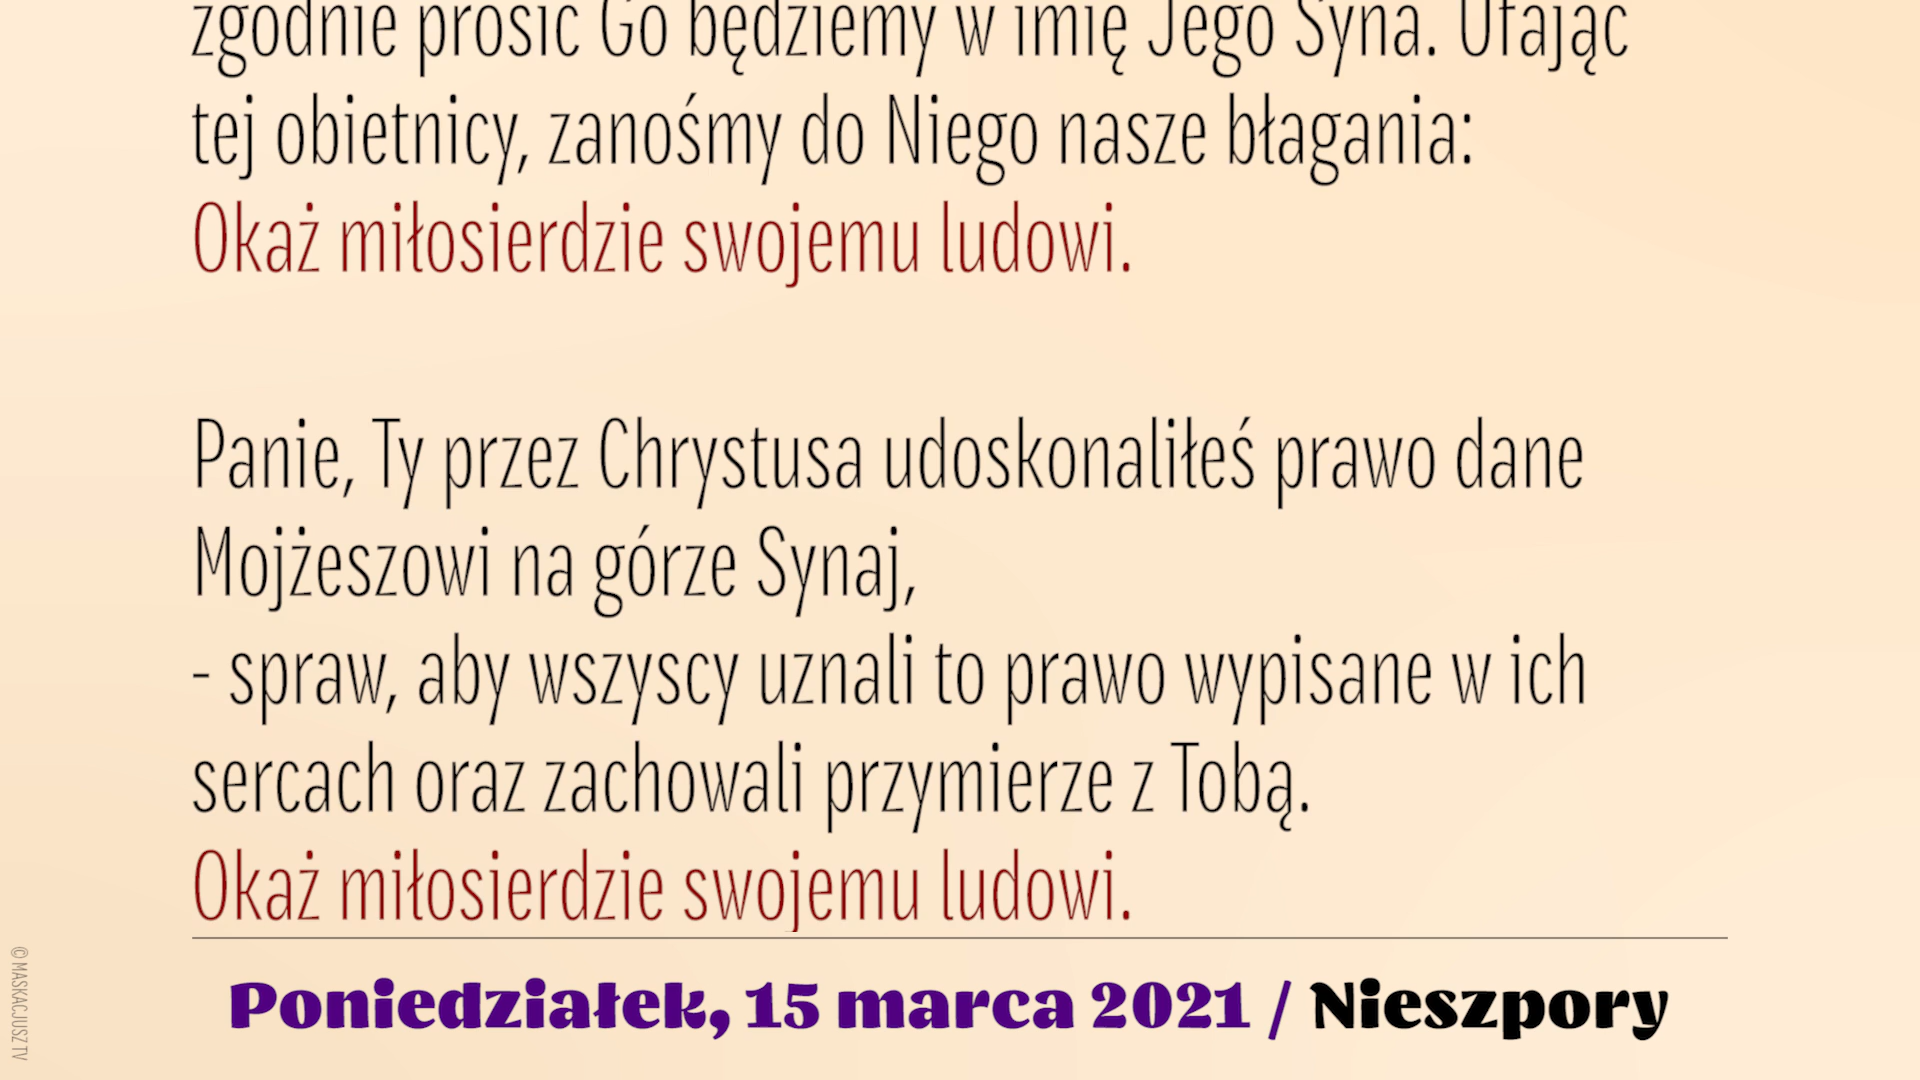 zgodnie prosić Go będziemy w imię Jego Syna. Ufając
tej obietnicy, zanośmy do Niego nasze błagania:
Okaż miłosierdzie swojemu ludowi.
Panie, Ty przez Chrystusa udoskonaliłeś prawo dane
Mojżeszowi na górze Synaj,
- spraw, aby wszyscy uznali to prawo wypisane w ich
sercach oraz zachowali przymierze z Tobą.
Okaż miłosierdzie swojemu ludowi.
Poniedziałek, 15 marca 2021 / Nieszpory
© MASKACJUSZ TV